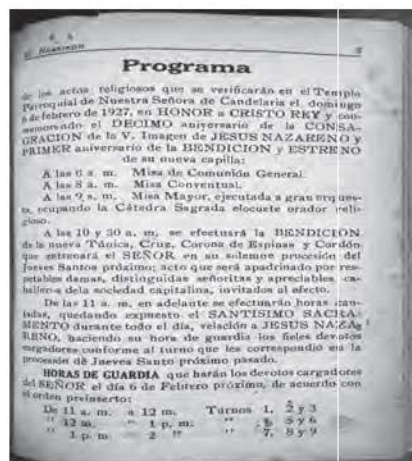 Programa
de los actos religiosos que se verificarán en el Templo
Parroquial de Nuestra Señora de Candelaria el domingo
6 de febrero de 1927, en HONOR a CRISTO REY y con-
memorando el DECIMO aniversario de la CONSA-
GRACION de la V. Imagen de JESUS NAZARENO y
PRIMER aniversario de la BENDICION y ESTRENO
de su nueva capilla:
A las 6 a. m. Misa de Comunión General.
A las 8 a. m. Misa Conventual.
A las 9 a. m. Misa Mayor, ejecutada a gran orques-
ta, ocupando la Cátedra Sagrada elocuete orador reli-
gioso.
A las 10 y 30 a. m. se efectuará la BENDICION
de la nueva Túnica, Cruz, Corona de Espinas y Cordón
que estrenará el SEÑOR en su solemne procesión del
Jueves Santos próximo; acto que será apadrinado por res-
petables damas, distinguidas señoritas y apreciables ca-
balleros de la sociedad capitalina, invitados al efecto.
De las 11 a. m. en adelante se efectuarán horas san-
tadas, quedando expuesto el SANTISIMO SACRA-
MENTO durante todo el día, velación a JESUS NAZA-
RENO, haciendo su hora de guardia los fieles devotos
cargadores conforme al turno que les correspondió en la
procesión de Jueves Santo próximo pasado.
HORAS DE GUARDIA que harán los devotos cargadores
del SEÑOR el día 6 de Febrero próximo, de acuerdo con
el orden preinserto:
De 11 a. m. a 12 m. Turnos 1, 2 y 3
" 12 m. " 1 p. m. " 5 y 6
" 1 p. m. — 2 " " 7, 8 y 9